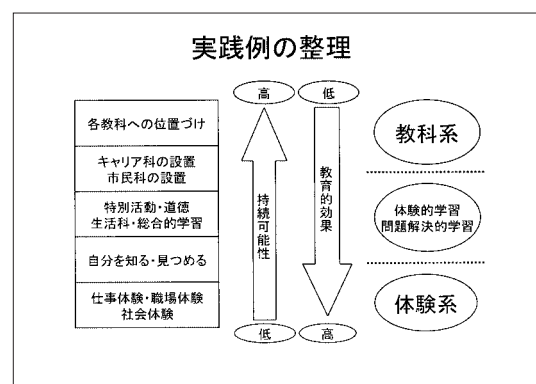 実践例の整理
高
低
各教科への位置づけ
キャリア科の設置
市民科の設置
特別活動・道徳
生活科・総合的学習
自分を知る・見つめる
仕事体験・職場体験
社会体験
持続可能性
教育的効果
低
高
教科系
体験的学習
問題解決的学習
体験系